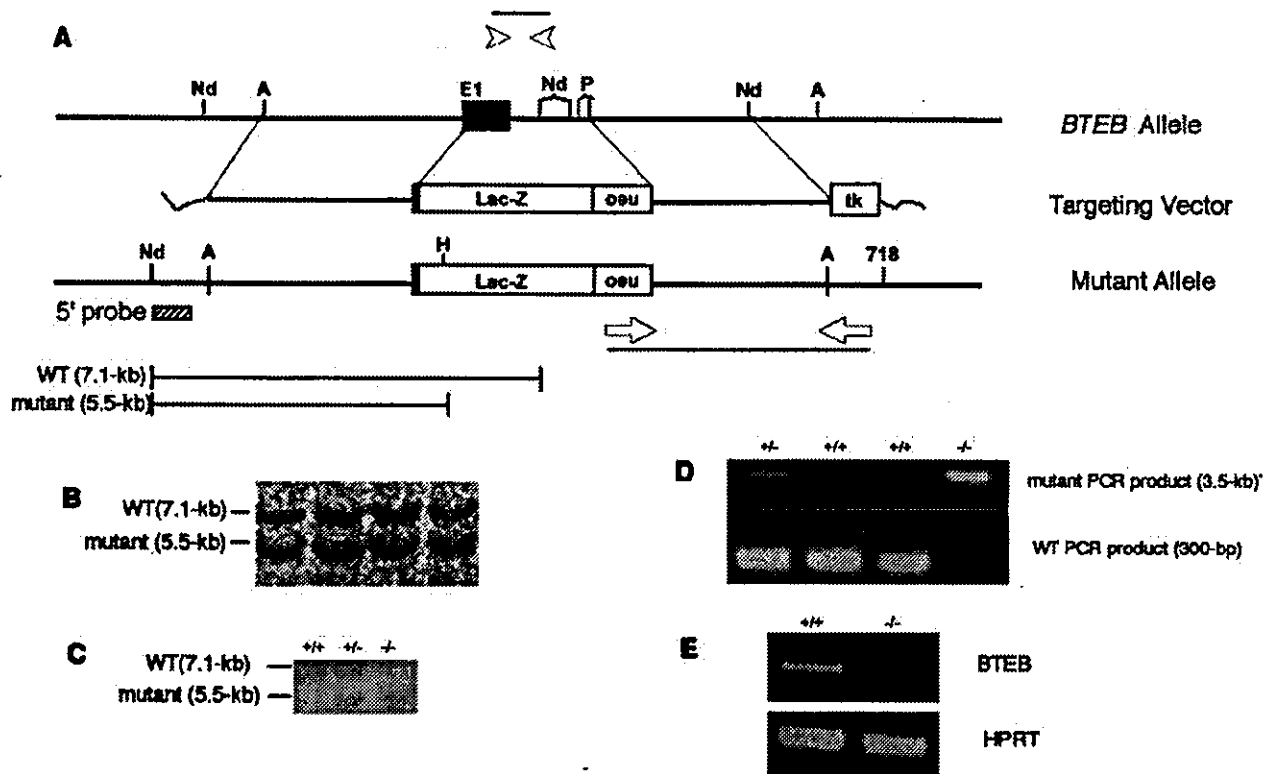 A
Nd A E1 Nd P Nd A
BTEB Allele
Lac-Z neo tk
Targeting Vector
Nd A H A 718
Lac-Z neo
Mutant Allele
5' probe
WT (7.1-kb)
mutant (5.5-kb)
B
WT(7.1-kb)
mutant (5.5-kb)
C
+/+ +/- -/-
WT(7.1-kb)
mutant (5.5-kb)
D
+/- +/+ +/+ -/-
mutant PCR product (3.5-kb)*
WT PCR product (300-bp)
E
+/+ -/-
BTEB
HPRT